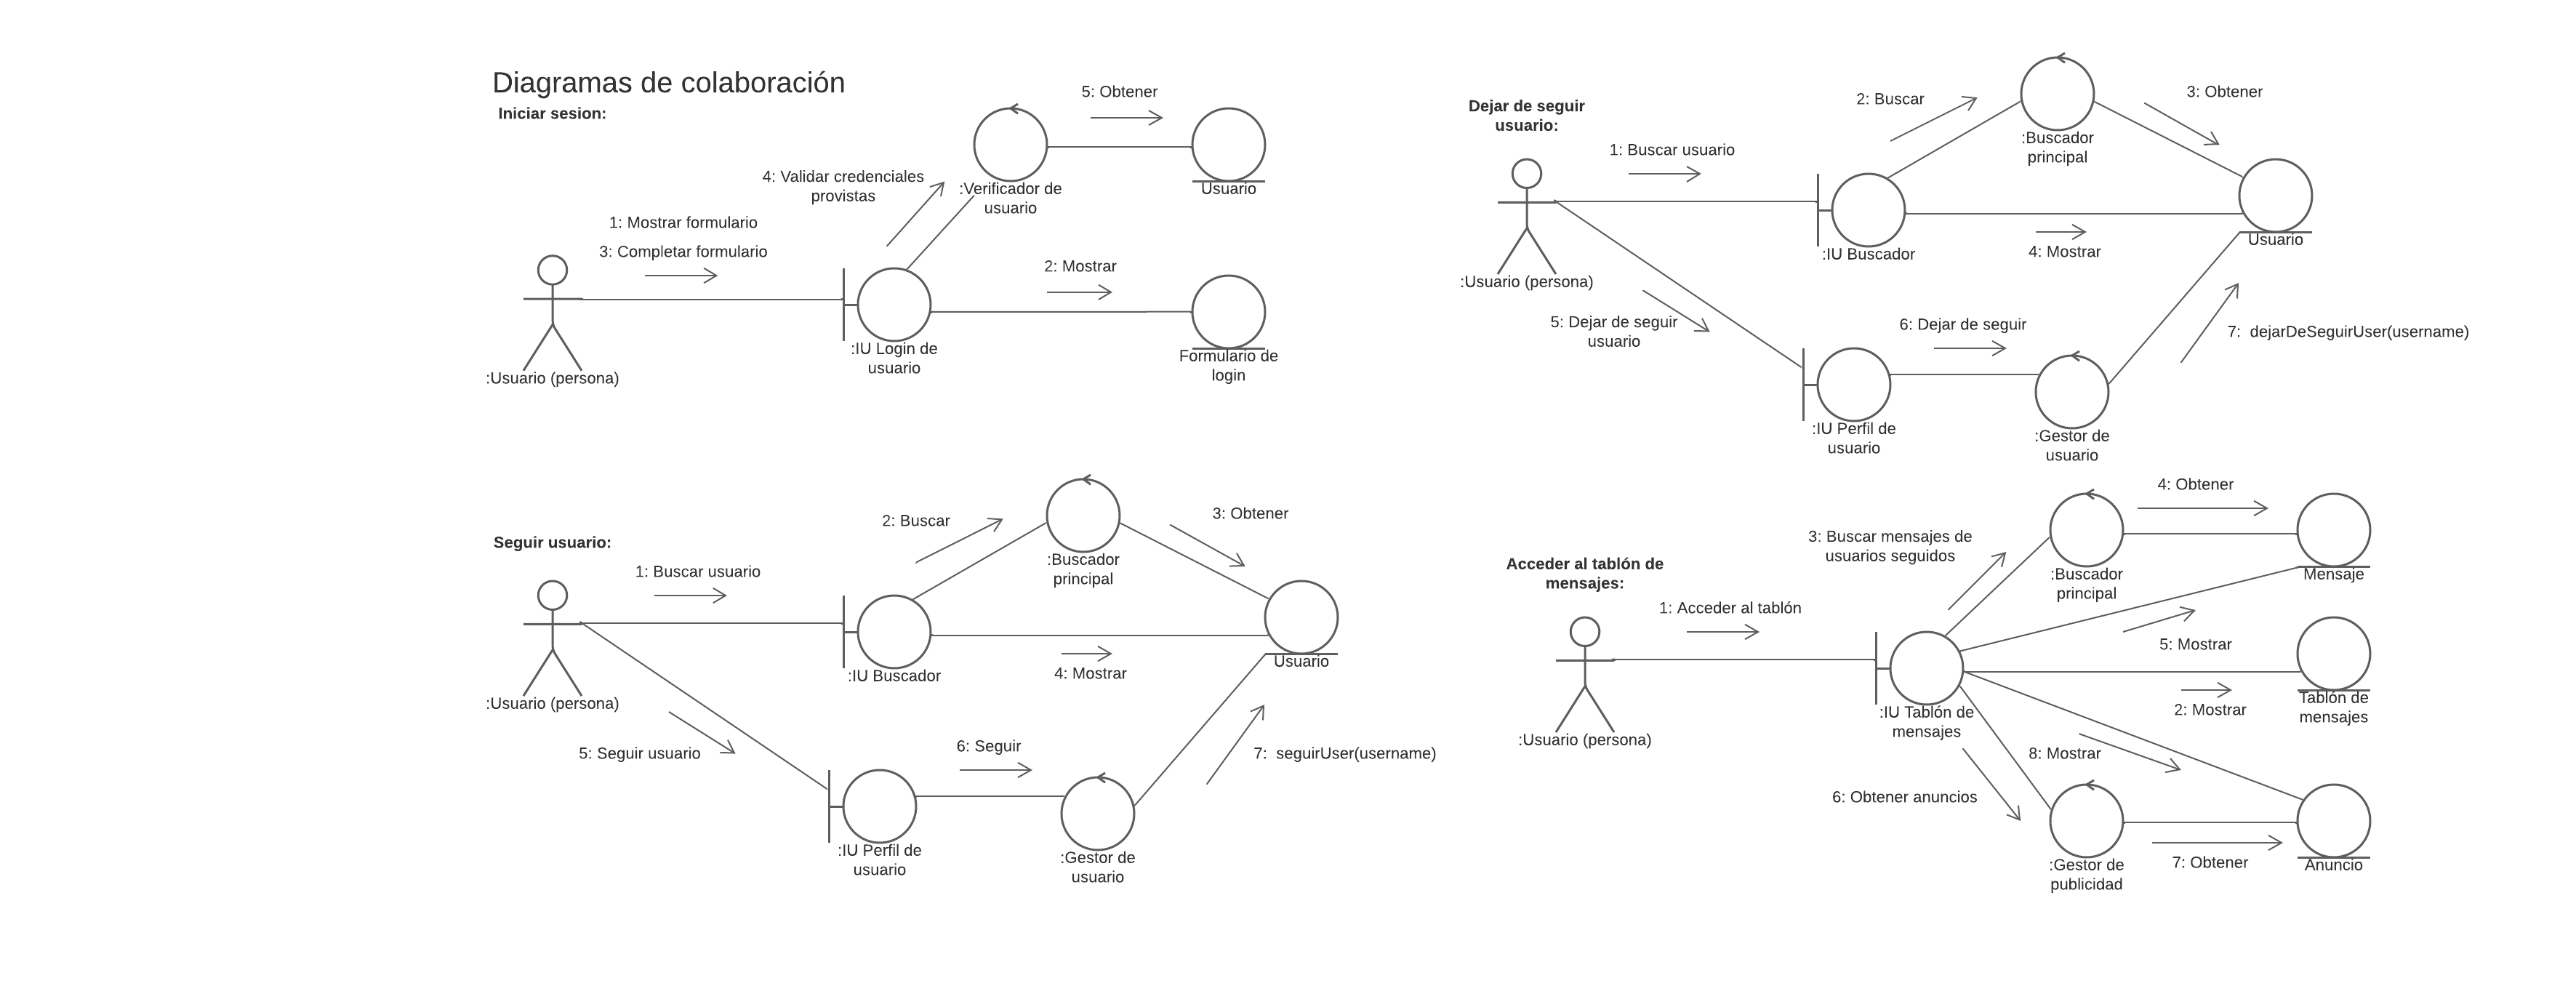 Diagramas de colaboración
Iniciar sesion:
5: Obtener
4: Validar credenciales
provistas
:Verificador de
usuario
Usuario
1: Mostrar formulario
3: Completar formulario
2: Mostrar
:Usuario (persona)
:IU Login de
usuario
Formulario de
login
Dejar de seguir
usuario:
2: Buscar
3: Obtener
1: Buscar usuario
:Buscador
principal
:IU Buscador
4: Mostrar
Usuario
:Usuario (persona)
5: Dejar de seguir
usuario
6: Dejar de seguir
7:  dejarDeSeguirUser(username)
:IU Perfil de
usuario
:Gestor de
usuario
Seguir usuario:
2: Buscar
3: Obtener
1: Buscar usuario
:Buscador
principal
:IU Buscador
4: Mostrar
Usuario
:Usuario (persona)
5: Seguir usuario
6: Seguir
7:  seguirUser(username)
:IU Perfil de
usuario
:Gestor de
usuario
Acceder al tablón de
mensajes:
4: Obtener
3: Buscar mensajes de
usuarios seguidos
:Buscador
principal
Mensaje
1: Acceder al tablón
5: Mostrar
:Usuario (persona)
:IU Tablón de
mensajes
2: Mostrar
Tablón de
mensajes
8: Mostrar
6: Obtener anuncios
:Gestor de
publicidad
7: Obtener
Anuncio